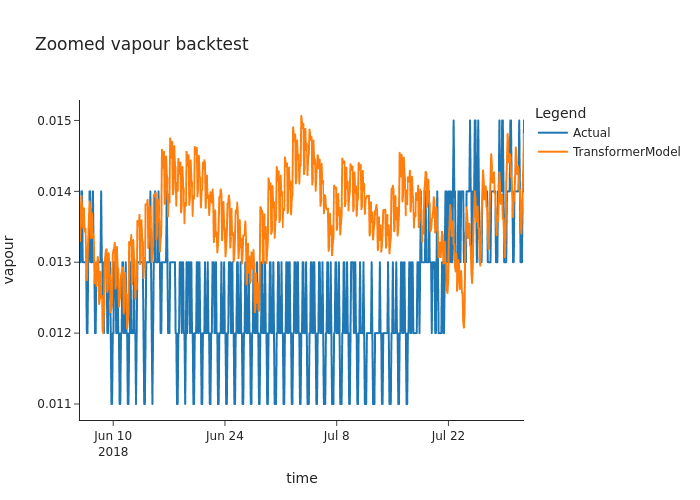 Zoomed vapour backtest
Legend
Actual
TransformerModel
0.015
0.014
0.013
0.012
0.011
vapour
Jun 10
2018
Jun 24
Jul 8
Jul 22
time